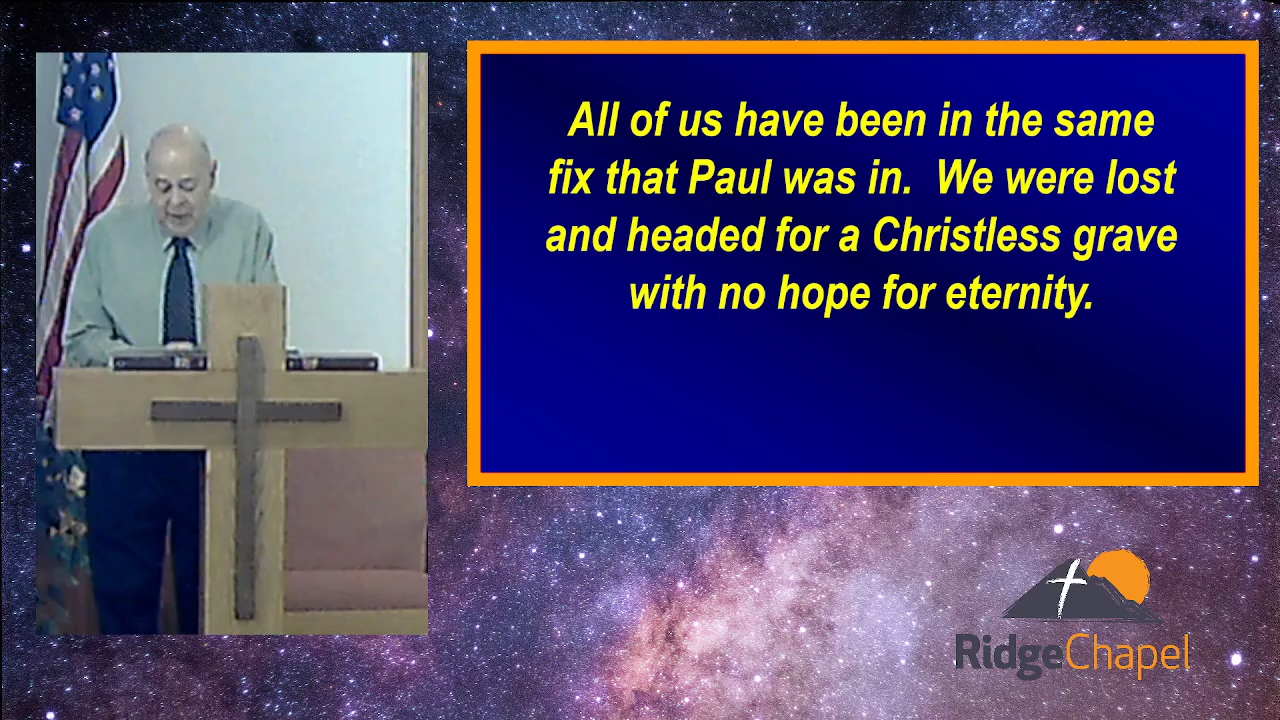 All of us have been in the same
fix that Paul was in.  We were lost
and headed for a Christless grave
with no hope for eternity.
RidgeChapel